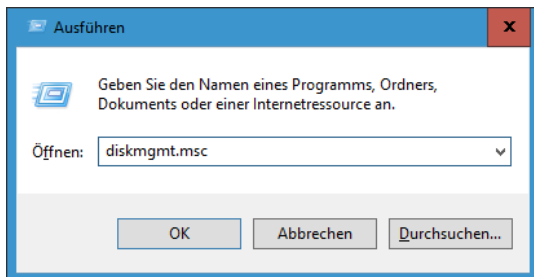 Ausführen
x
Geben Sie den Namen eines Programms, Ordners,
Dokuments oder einer Internetressource an.
Öffnen: diskmgmt.msc
OK Abbrechen Durchsuchen...